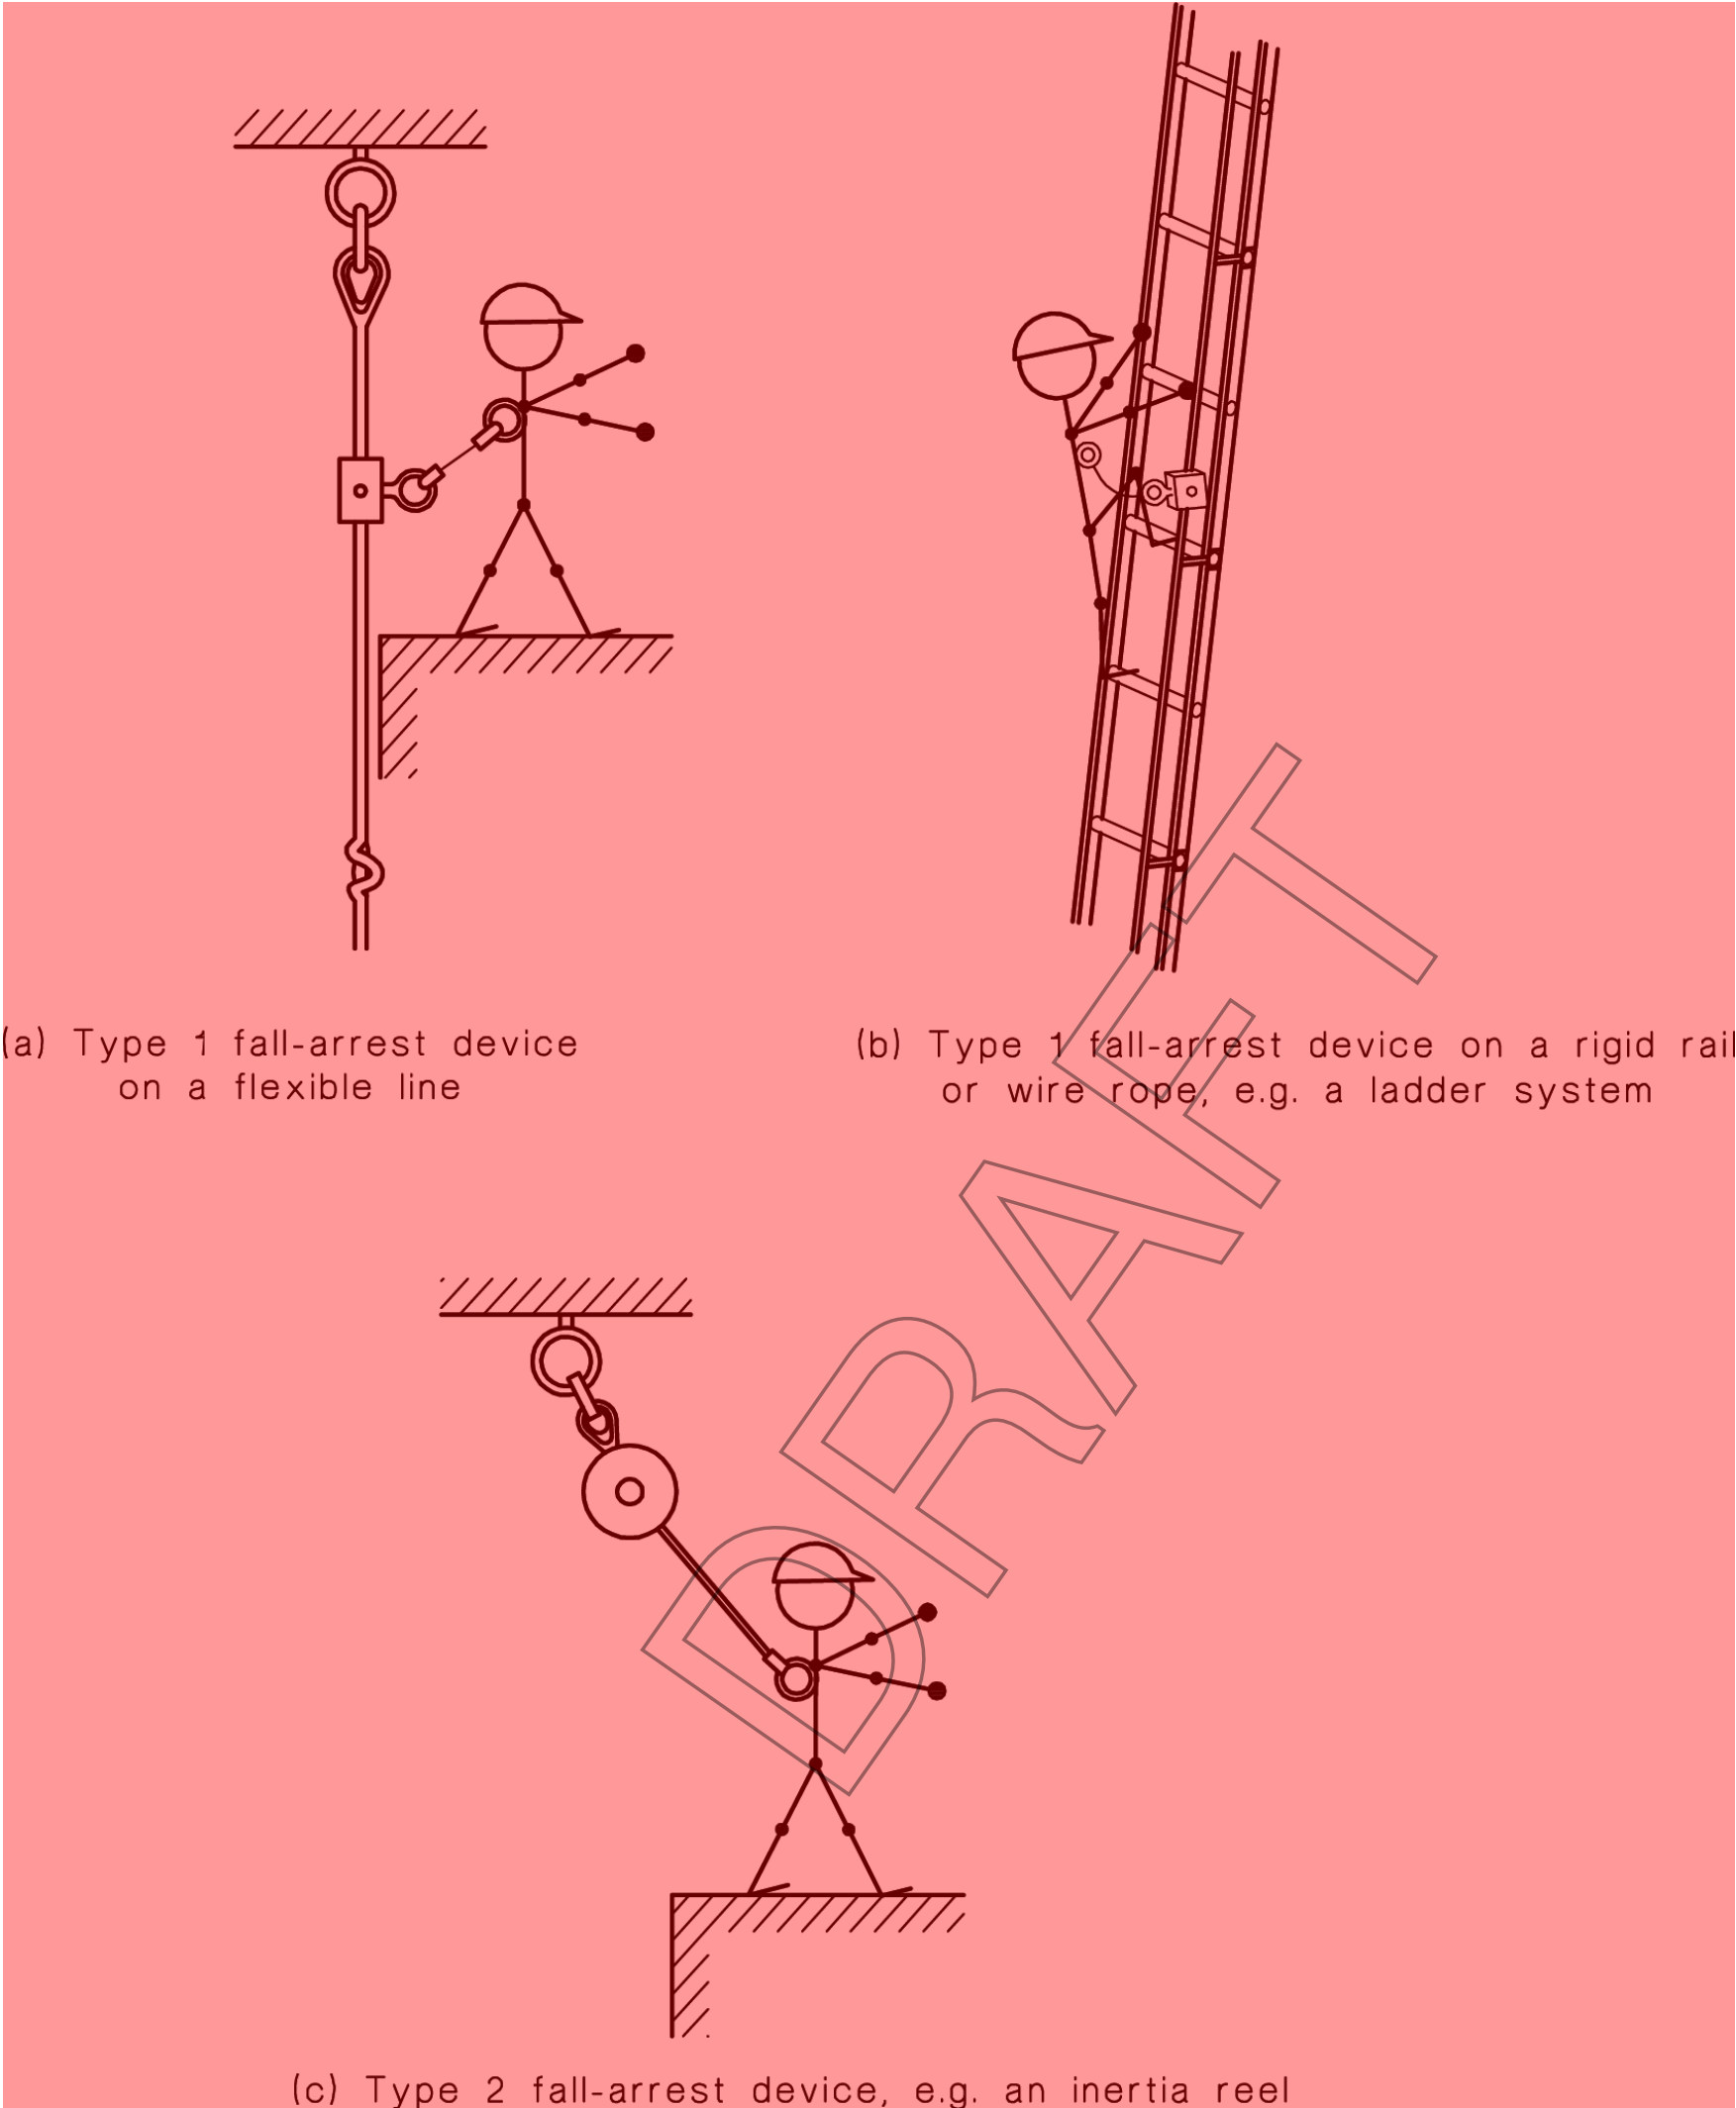 (a) Type 1 fall-arrest device
on a flexible line
(b) Type 1 fall-arrest device on a rigid rail
or wire rope, e.g. a ladder system
DRAFT
(c) Type 2 fall-arrest device, e.g. an inertia reel